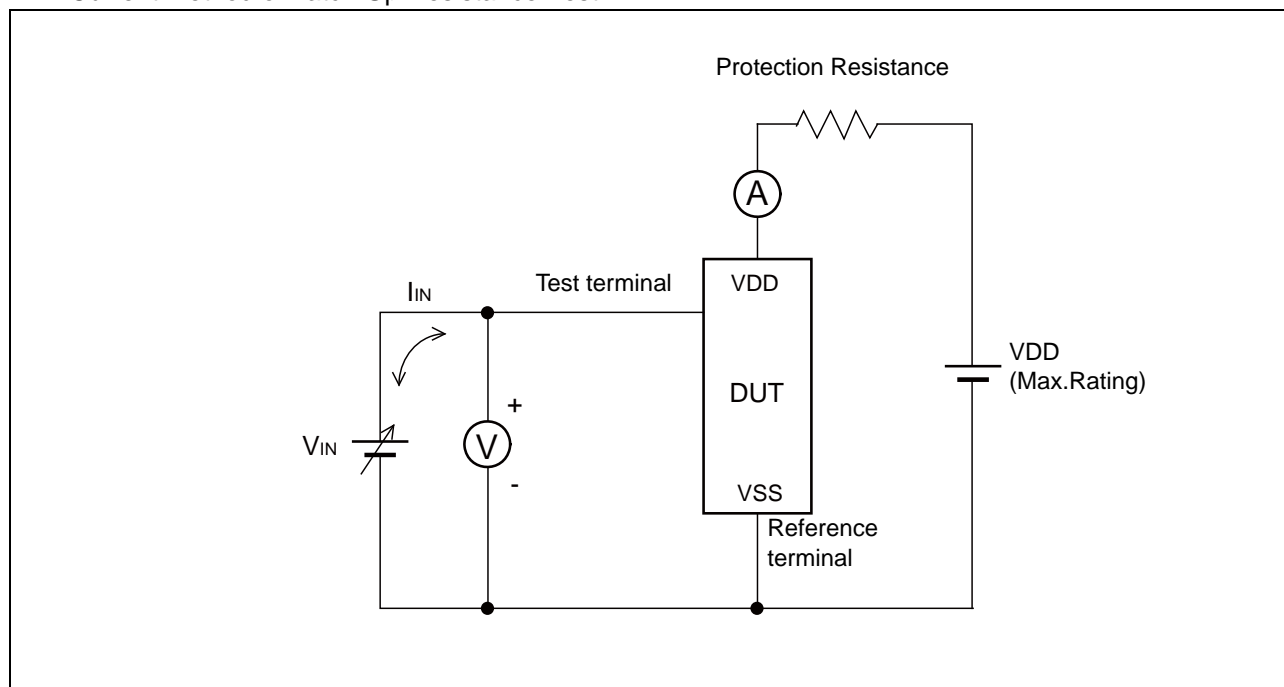 Protection Resistance
A
Test terminal
IIN
VDD
VDD
(Max.Rating)
DUT
+
VIN
V
-
VSS
Reference
terminal